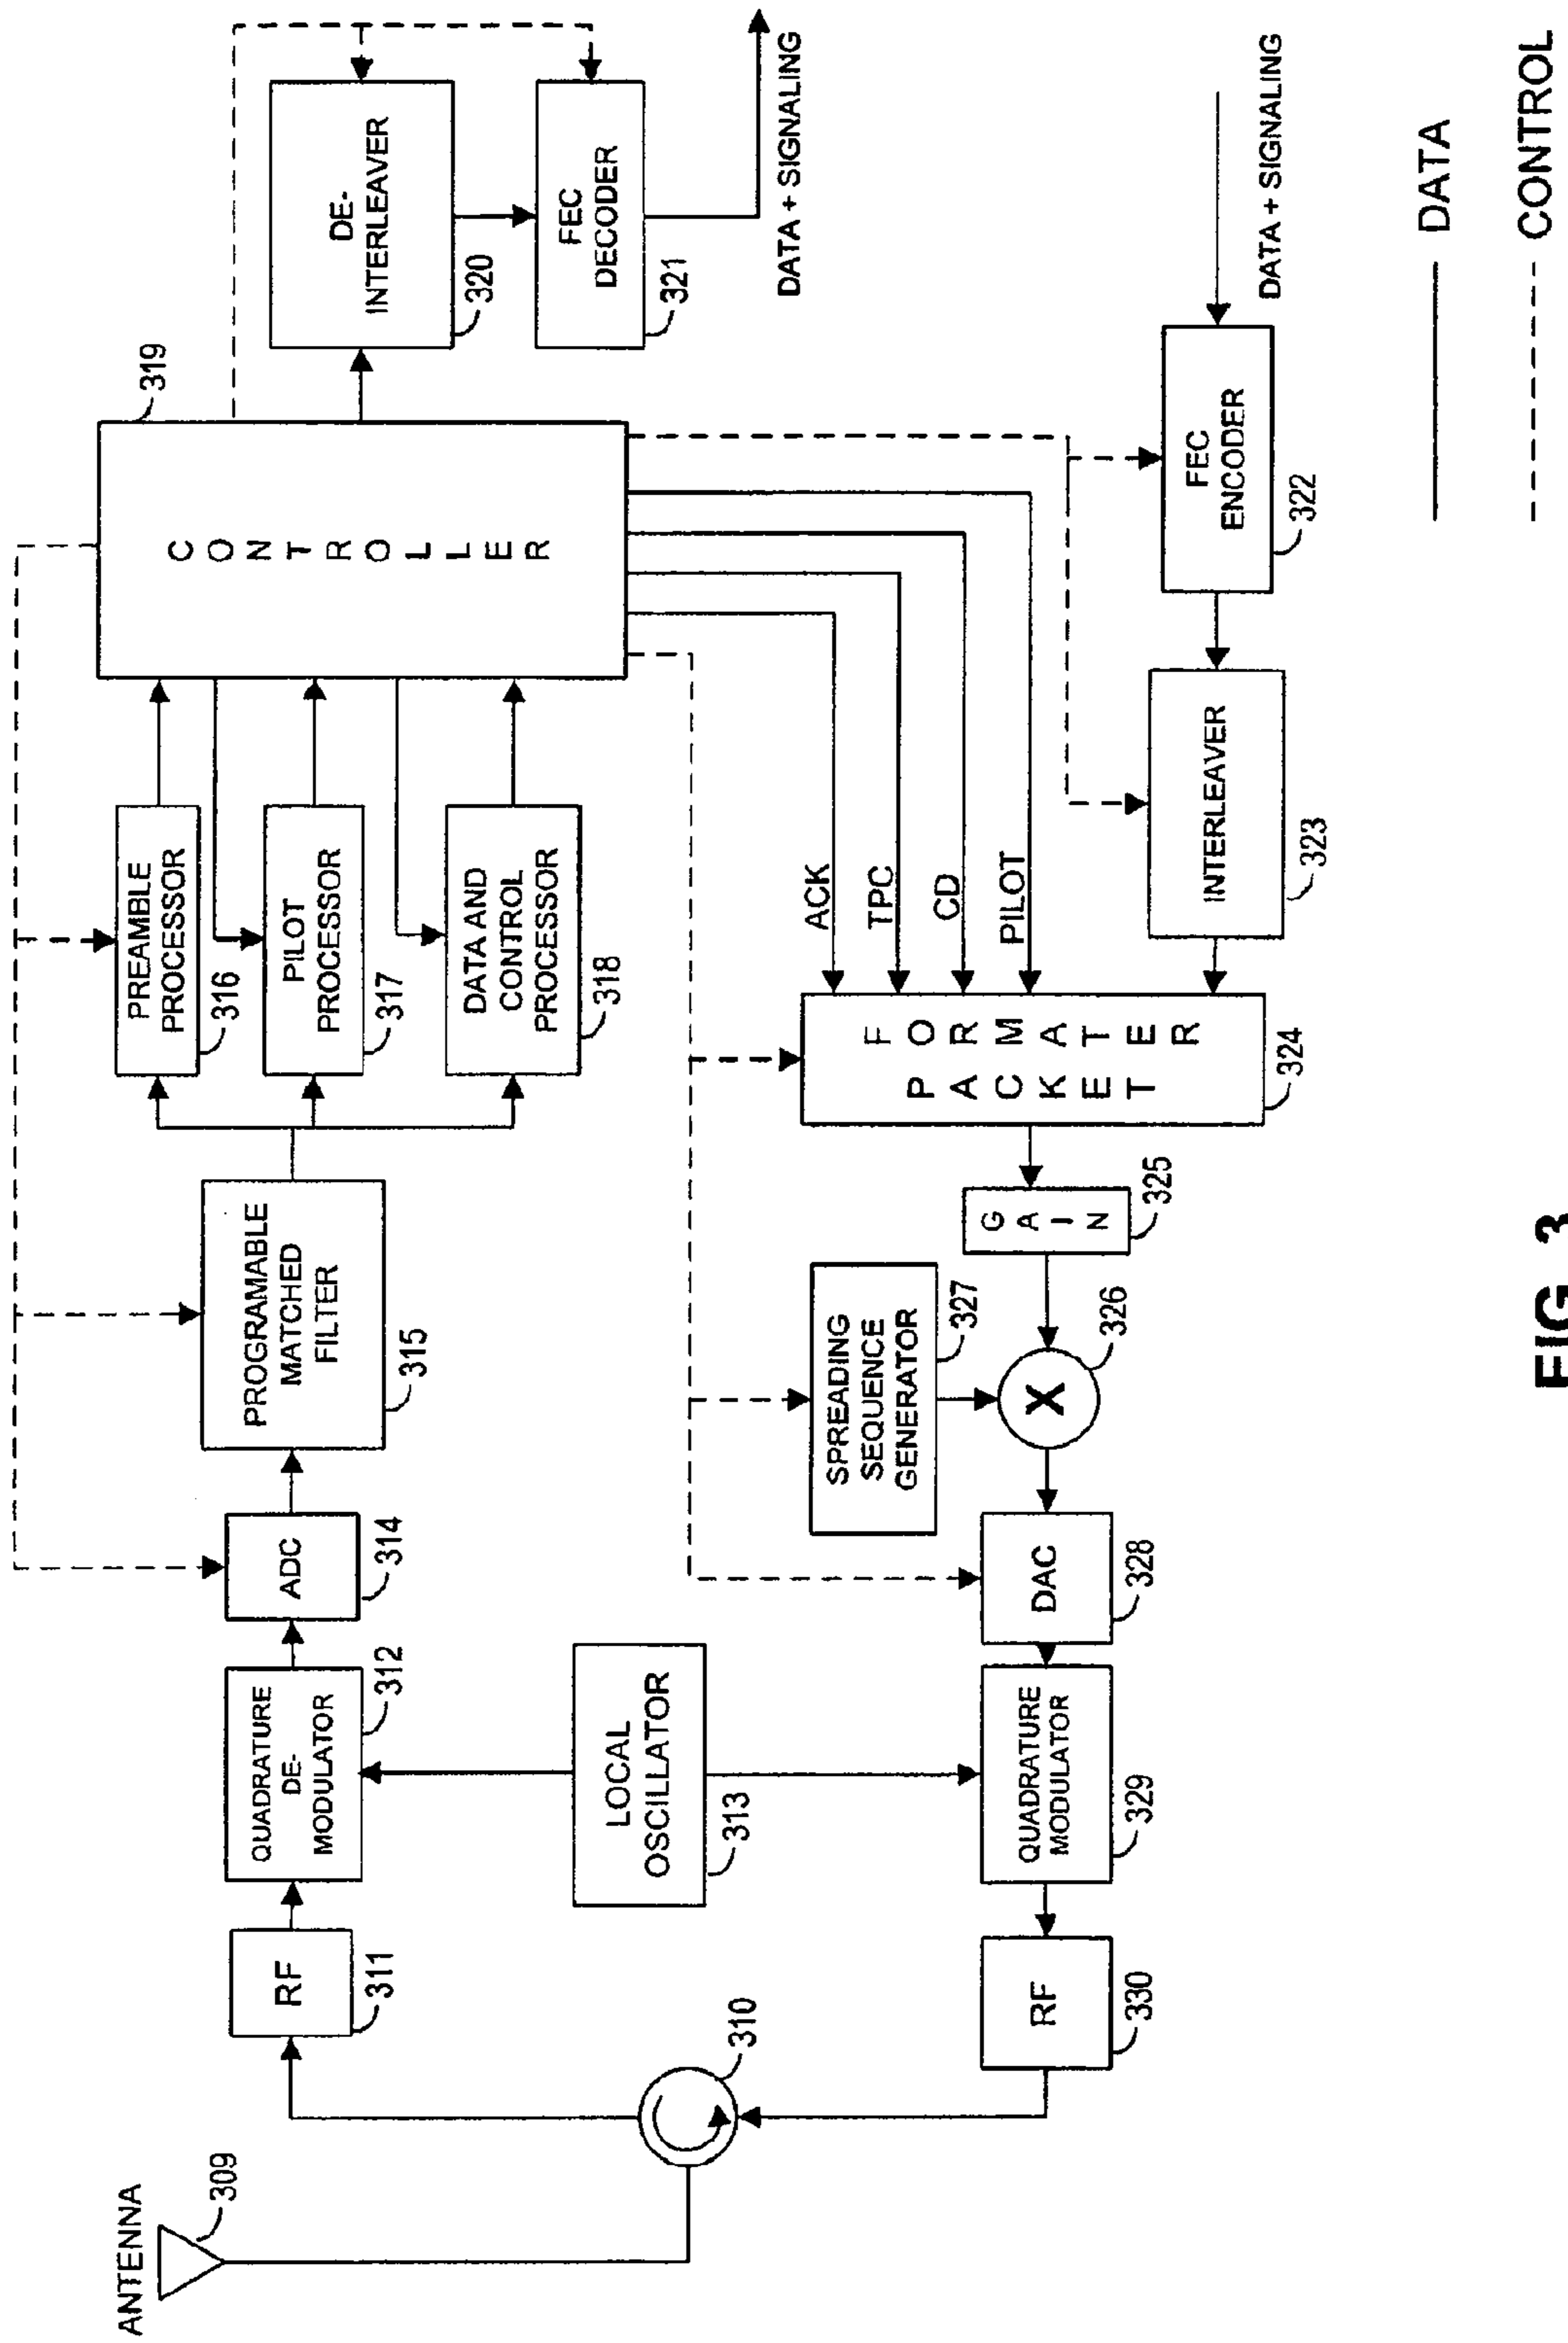 ANTENNA
309
310
RF
311
QUADRATURE
DE-
MODULATOR
312
LOCAL
OSCILLATOR
313
ADC
314
PROGRAMABLE
MATCHED
FILTER
315
PREAMBLE
PROCESSOR
316
PILOT
PROCESSOR
317
DATA AND
CONTROL
PROCESSOR
318
CONTROLLER
319
DE-
INTERLEAVER
320
FEC
DECODER
321
DATA + SIGNALING
ACK
TPC
CD
PILOT
DATA + SIGNALING
FEC
ENCODER
322
INTERLEAVER
323
PACKET
FORMATER
324
GAIN
325
326
SPREADING
SEQUENCE
GENERATOR
327
X
DAC
328
QUADRATURE
MODULATOR
329
RF
330
DATA
CONTROL
FIG. 3